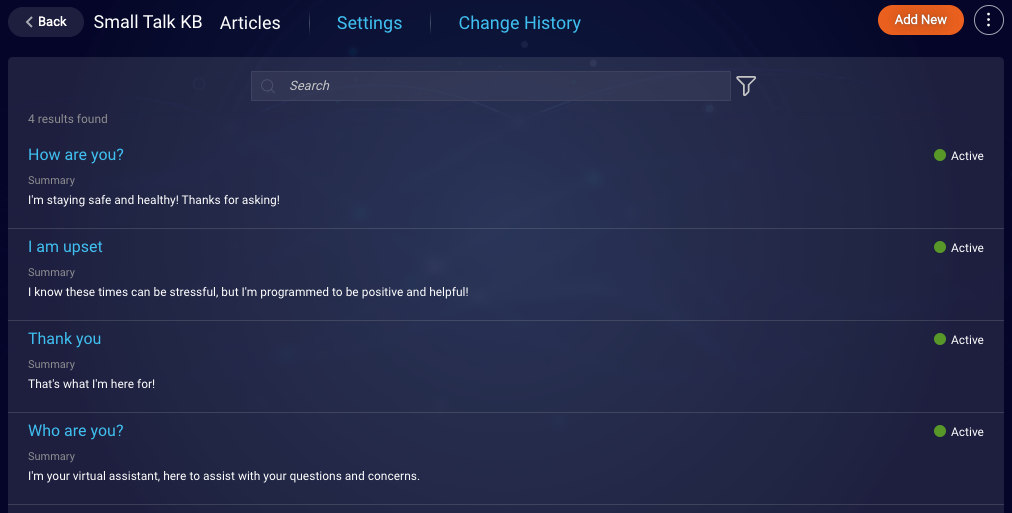 Back Small Talk KB Articles Settings Change History Add New
Search
4 results found
How are you? Active
Summary
I'm staying safe and healthy! Thanks for asking!
I am upset Active
Summary
I know these times can be stressful, but I'm programmed to be positive and helpful!
Thank you Active
Summary
That's what I'm here for!
Who are you? Active
Summary
I'm your virtual assistant, here to assist with your questions and concerns.